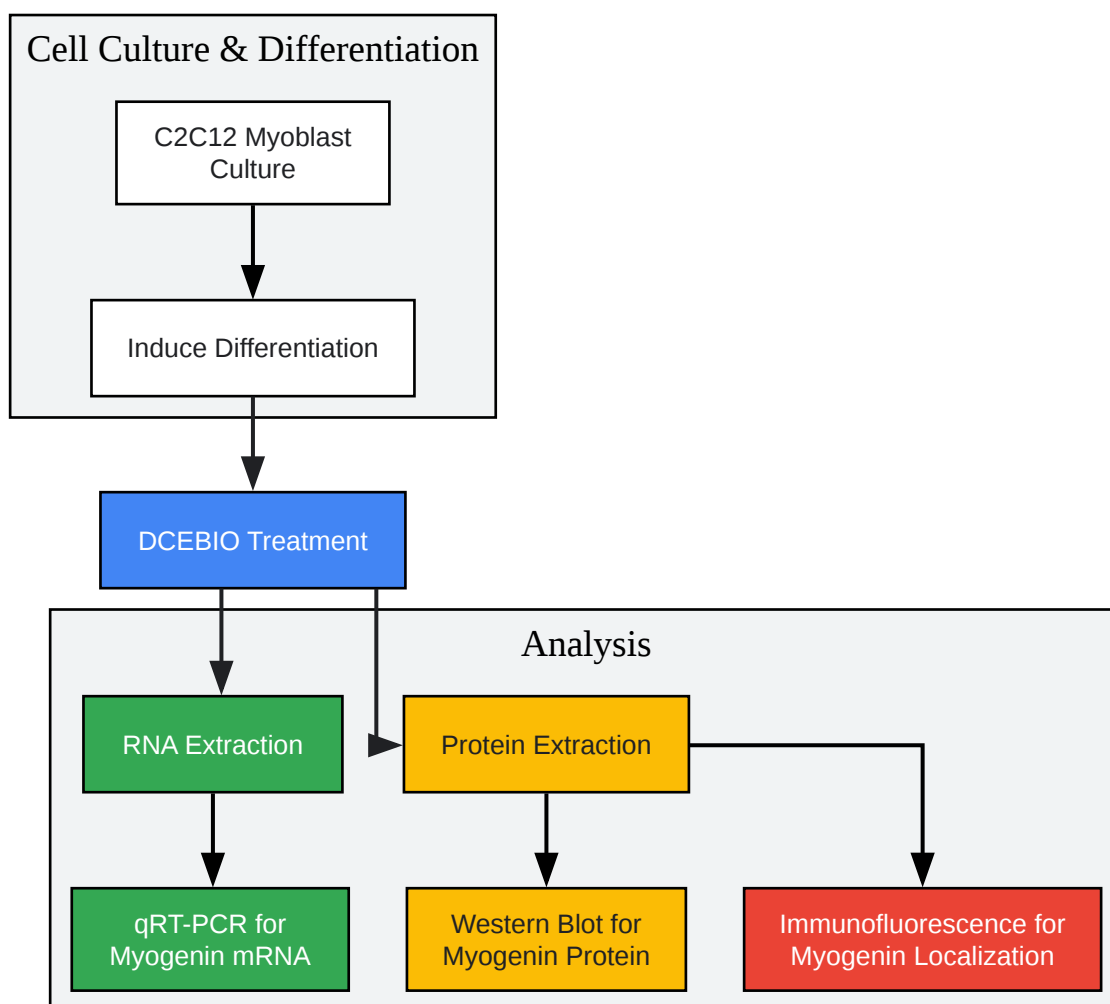 Cell Culture & Differentiation
C2C12 Myoblast
Culture
Induce Differentiation
DCEBIO Treatment
Analysis
RNA Extraction
Protein Extraction
qRT-PCR for
Myogenin mRNA
Western Blot for
Myogenin Protein
Immunofluorescence for
Myogenin Localization